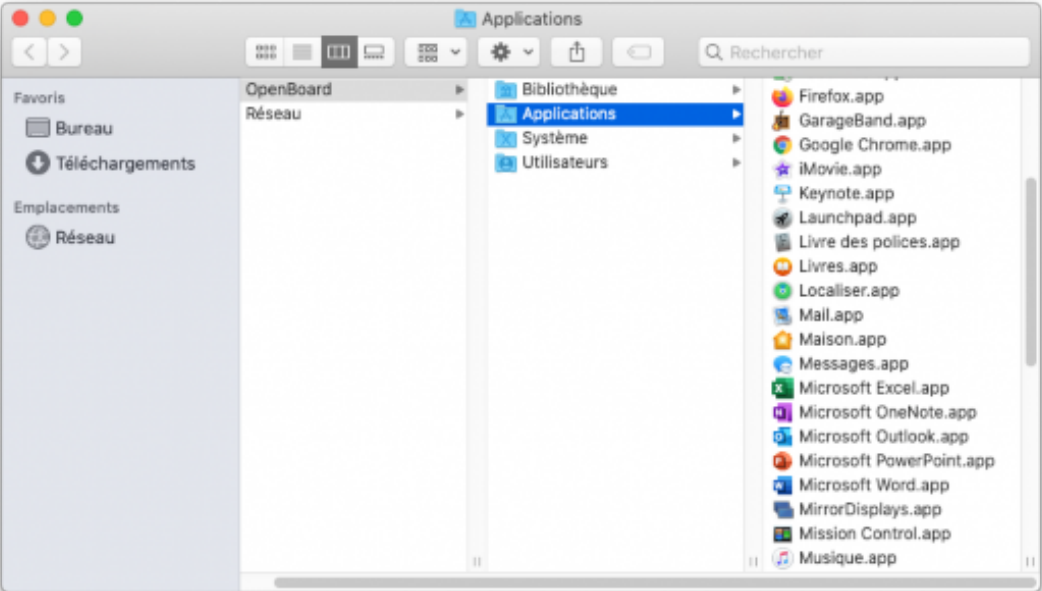 Applications
Rechercher
Favoris
Bureau
Téléchargements
Emplacements
Réseau
OpenBoard
Réseau
Bibliothèque
Applications
Système
Utilisateurs
Firefox.app
GarageBand.app
Google Chrome.app
iMovie.app
Keynote.app
Launchpad.app
Livre des polices.app
Livres.app
Localiser.app
Mail.app
Maison.app
Messages.app
Microsoft Excel.app
Microsoft OneNote.app
Microsoft Outlook.app
Microsoft PowerPoint.app
Microsoft Word.app
MirrorDisplays.app
Mission Control.app
Musique.app